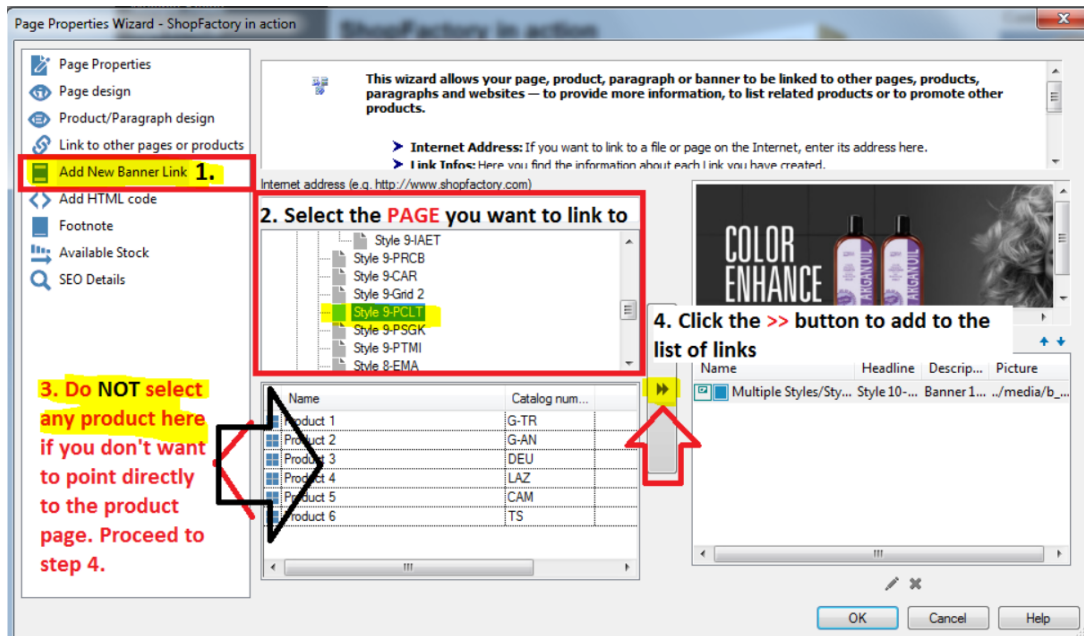 Page Properties Wizard - ShopFactory in action
Page Properties
Page design
Product/Paragraph design
Link to other pages or products
Add New Banner Link 1.
Add HTML code
Footnote
Available Stock
SEO Details
This wizard allows your page, product, paragraph or banner to be linked to other pages, products,
paragraphs and websites — to provide more information, to list related products or to promote other
products.
Internet Address: If you want to link to a file or page on the Internet, enter its address here.
Link Infos: Here you find the information about each Link you have created.
Internet address (e.g. http://www.shopfactory.com)
2. Select the PAGE you want to link to
Style 9-IAET
Style 9-PRCB
Style 9-CAR
Style 9-Grid 2
Style 9-PCLT
Style 9-PSGK
Style 9-PTMI
Style 8-EMA
COLOR
ENHANCE
ARGANOIL
ARGANOIL
4. Click the >> button to add to the
list of links
Name Headline Descrip... Picture
Multiple Styles/Sty... Style 10-... Banner 1... ../media/b_...
3. Do NOT select
any product here
if you don't want
to point directly
to the product
page. Proceed to
step 4.
Name Catalog num...
Product 1 G-TR
Product 2 G-AN
Product 3 DEU
Product 4 LAZ
Product 5 CAM
Product 6 TS
OK Cancel Help